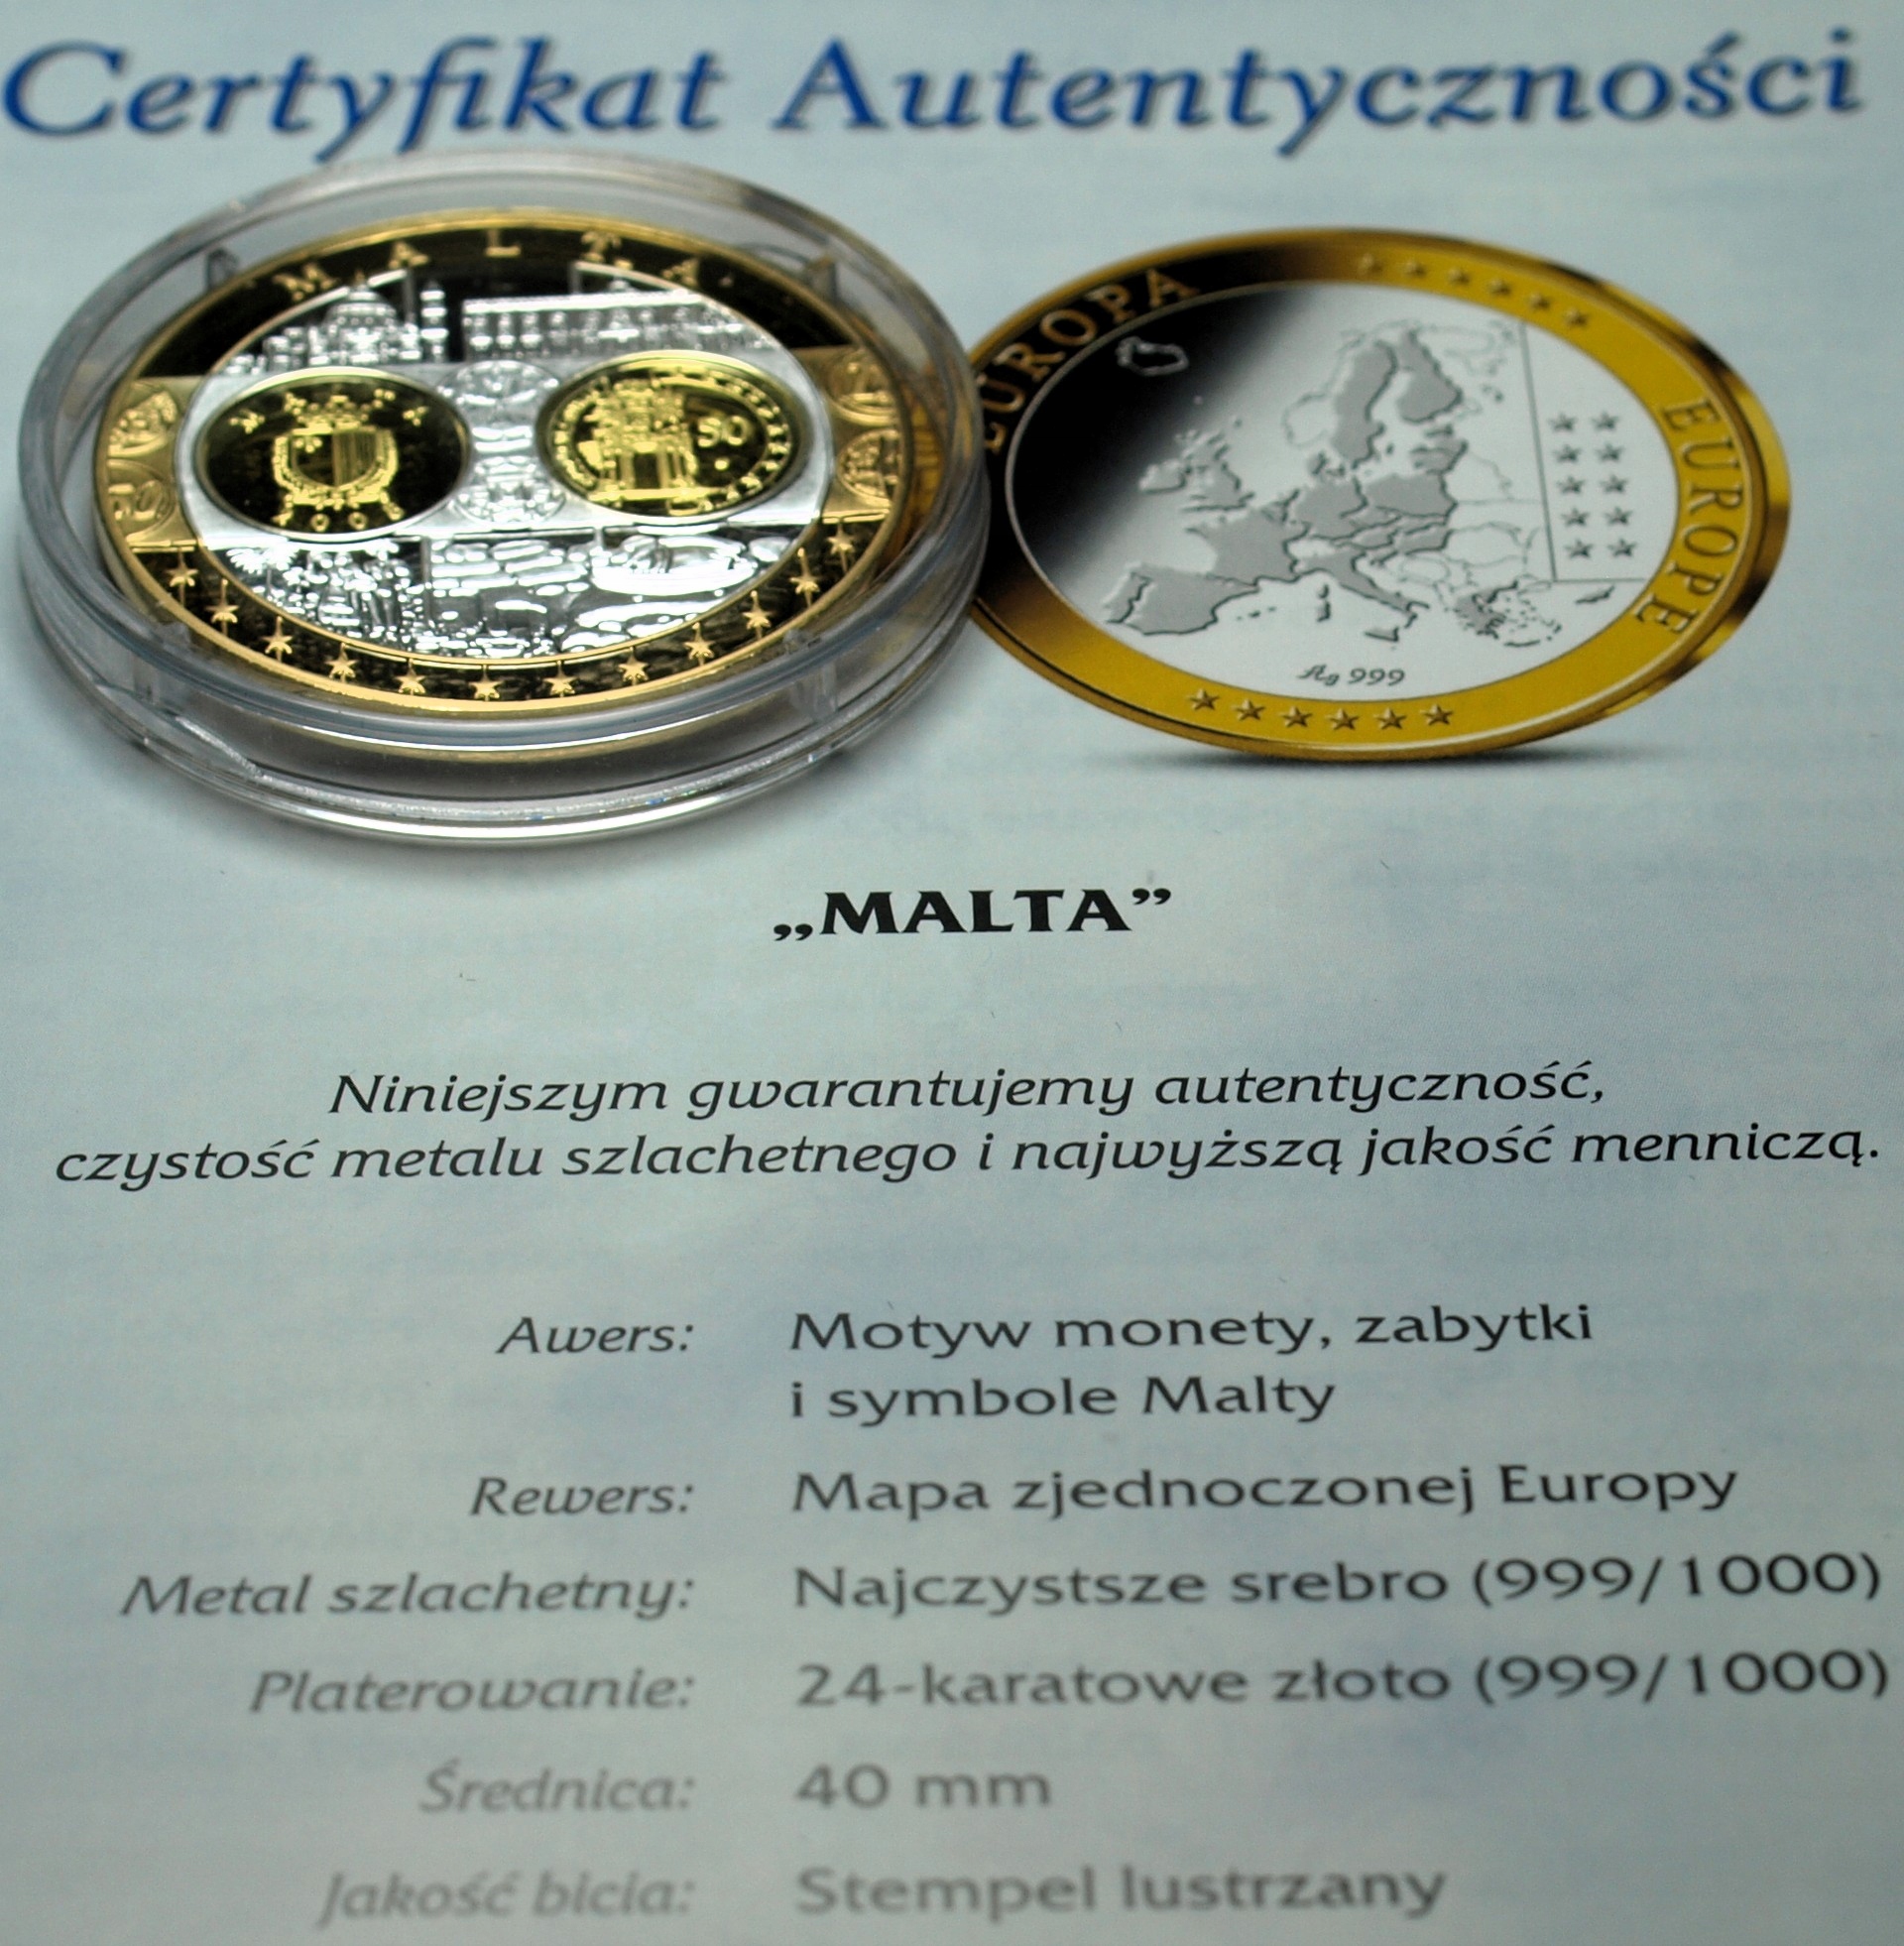 Certyfikat Autentyczności
MALTA
50
EUROPA
EUROPE
Ag 999
„MALTA”
Niniejszym gwarantujemy autentyczność,
czystość metalu szlachetnego i najwyższą jakość menniczą.
Awers: Motyw monety, zabytki
i symbole Malty
Rewers: Mapa zjednoczonej Europy
Metal szlachetny: Najczystsze srebro (999/1000)
Platerowanie: 24-karatowe złoto (999/1000)
Średnica: 40 mm
Jakość bicia: Stempel lustrzany